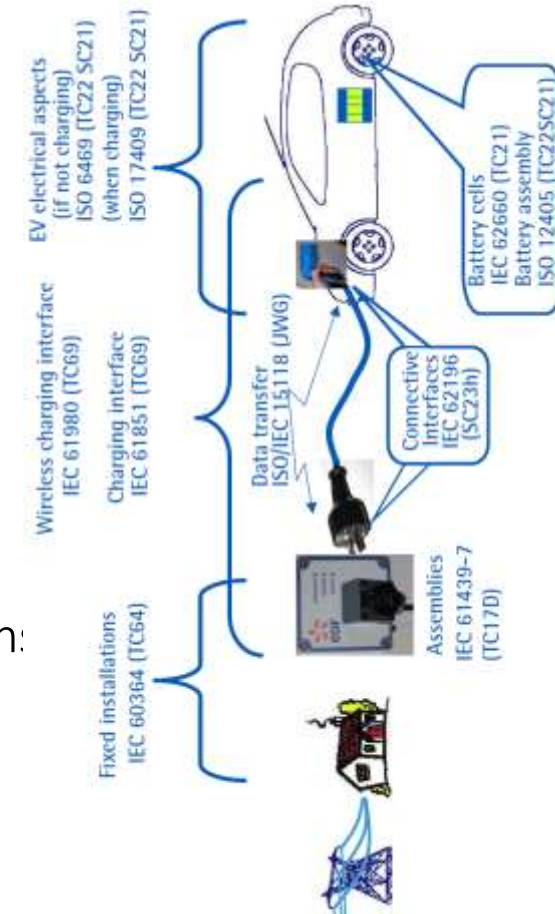 Fixed installations
IEC 60364 (TC64)
Wireless charging interface
IEC 61980 (TC69)
Charging interface
IEC 61851 (TC69)
EV electrical aspects
(if not charging)
ISO 6469 (TC22 SC21)
(when charging)
ISO 17409 (TC22 SC21)
Data transfer
ISO/IEC 15118 (JWG)
Assemblies
IEC 61439-7
(TC17D)
Connective
Interfaces
IEC 62196
(SC23h)
Battery cells
IEC 62660 (TC21)
Battery assembly
ISO 12405 (TC22SC21)